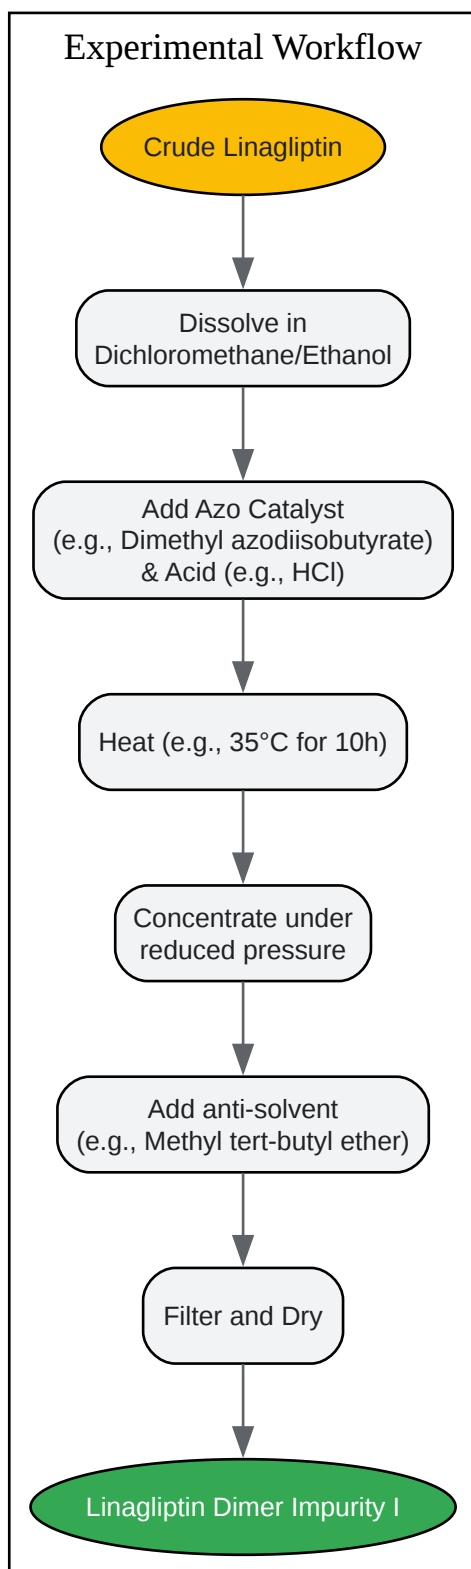 Experimental Workflow
Crude Linagliptin
Dissolve in
Dichloromethane/Ethanol
Add Azo Catalyst
(e.g., Dimethyl azodiisobutyrate)
& Acid (e.g., HCl)
Heat (e.g., 35°C for 10h)
Concentrate under
reduced pressure
Add anti-solvent
(e.g., Methyl tert-butyl ether)
Filter and Dry
Linagliptin Dimer Impurity I